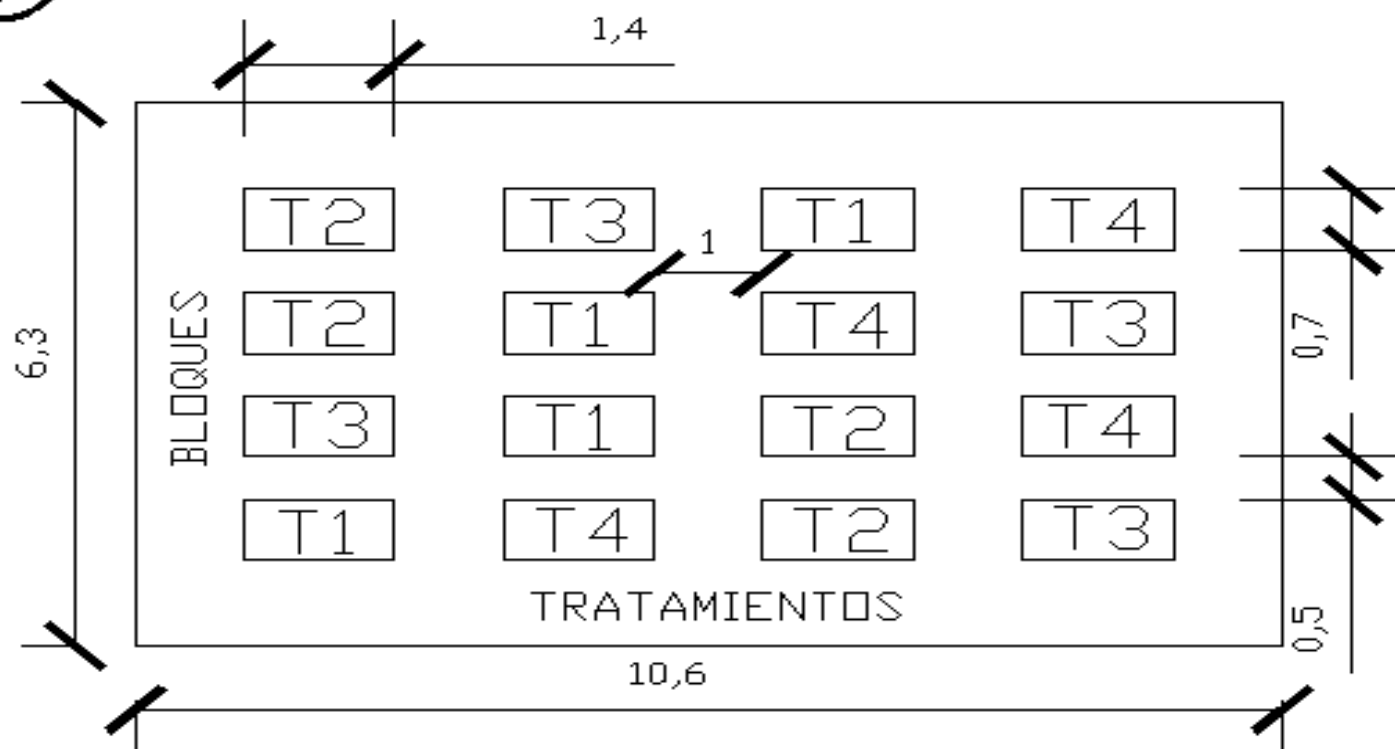 1,4
T2 T3 T1 T4
1
T2 T1 T4 T3
BLOQUES
6,3
0,7
T3 T1 T2 T4
T1 T4 T2 T3
TRATAMIENTOS
0,5
10,6